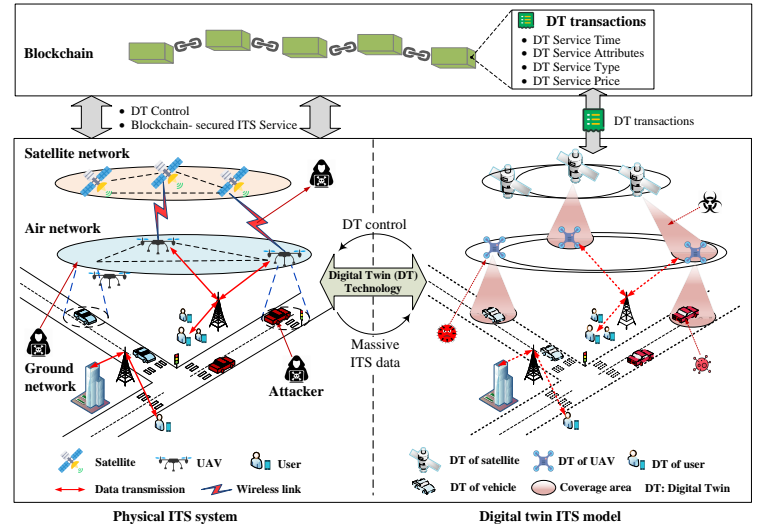 Blockchain
DT transactions
• DT Service Time
• DT Service Attributes
• DT Service Type
• DT Service Price
• DT Control
• Blockchain- secured ITS Service
DT transactions
Satellite network
Air network
DT control
Digital Twin (DT)
Technology
Massive
ITS data
Ground
network
Attacker
Satellite
UAV
User
Data transmission
Wireless link
DT of satellite
DT of UAV
DT of user
DT of vehicle
Coverage area
DT: Digital Twin
Physical ITS system
Digital twin ITS model